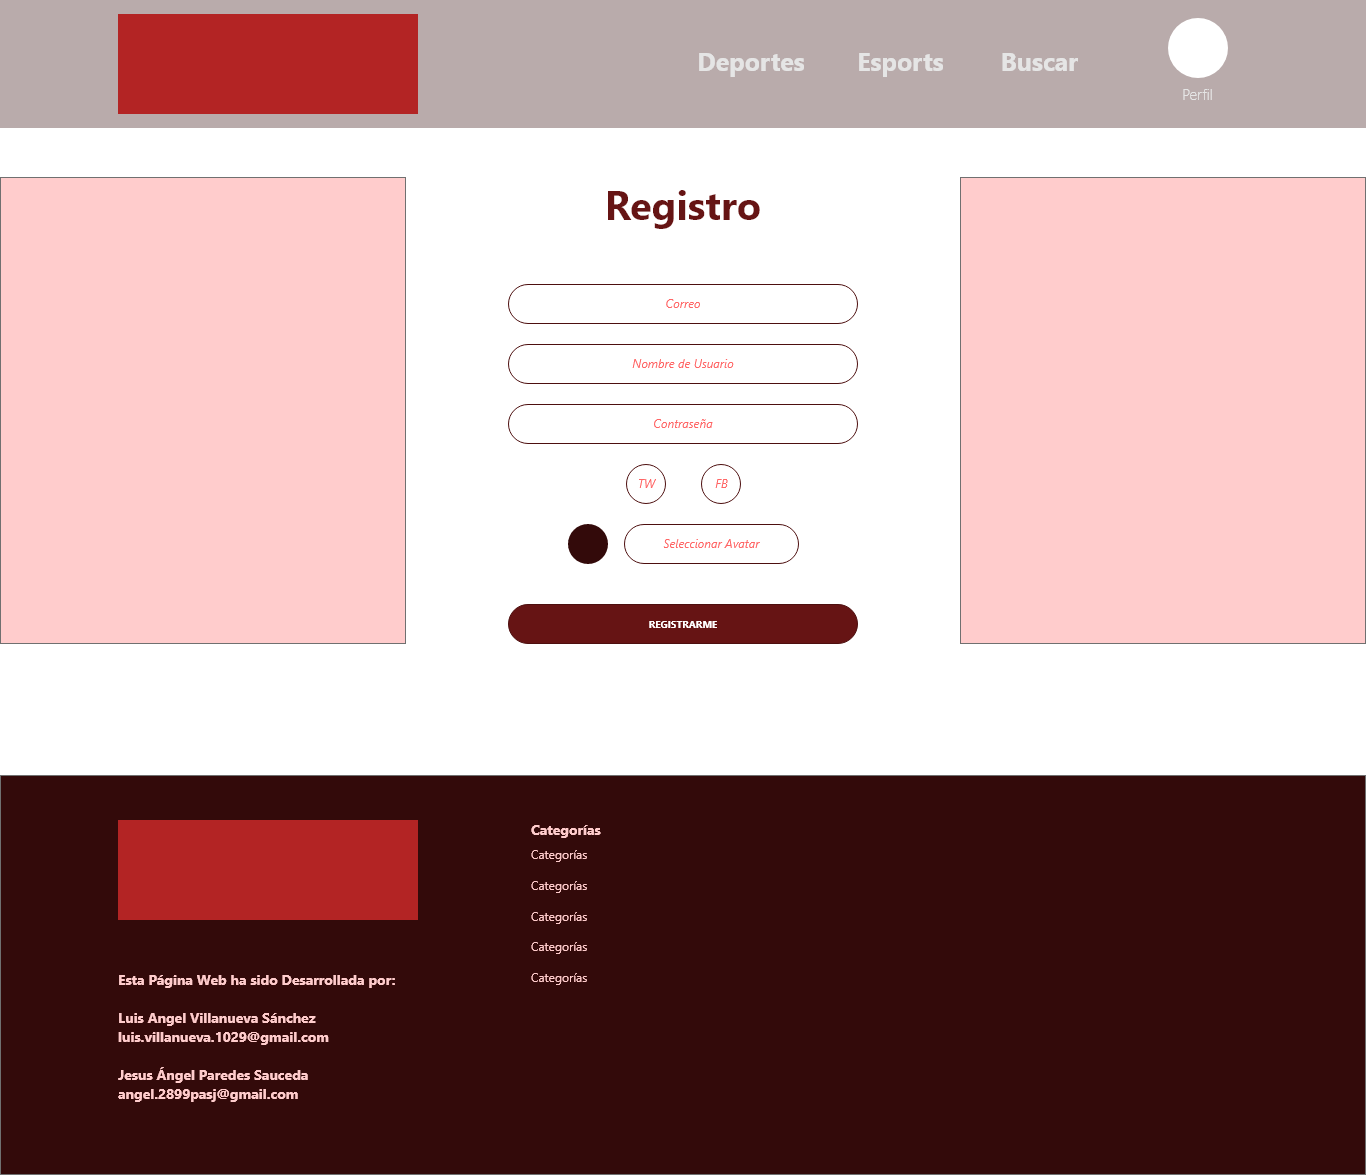 Deportes
Esports
Buscar
Perfil
Registro
Correo
Nombre de Usuario
Contraseña
TW
FB
Seleccionar Avatar
REGISTRARME
Categorías
Categorías
Categorías
Categorías
Categorías
Categorías
Esta Página Web ha sido Desarrollada por:
Luis Angel Villanueva Sánchez
luis.villanueva.1029@gmail.com
Jesus Ángel Paredes Sauceda
angel.2899pasj@gmail.com